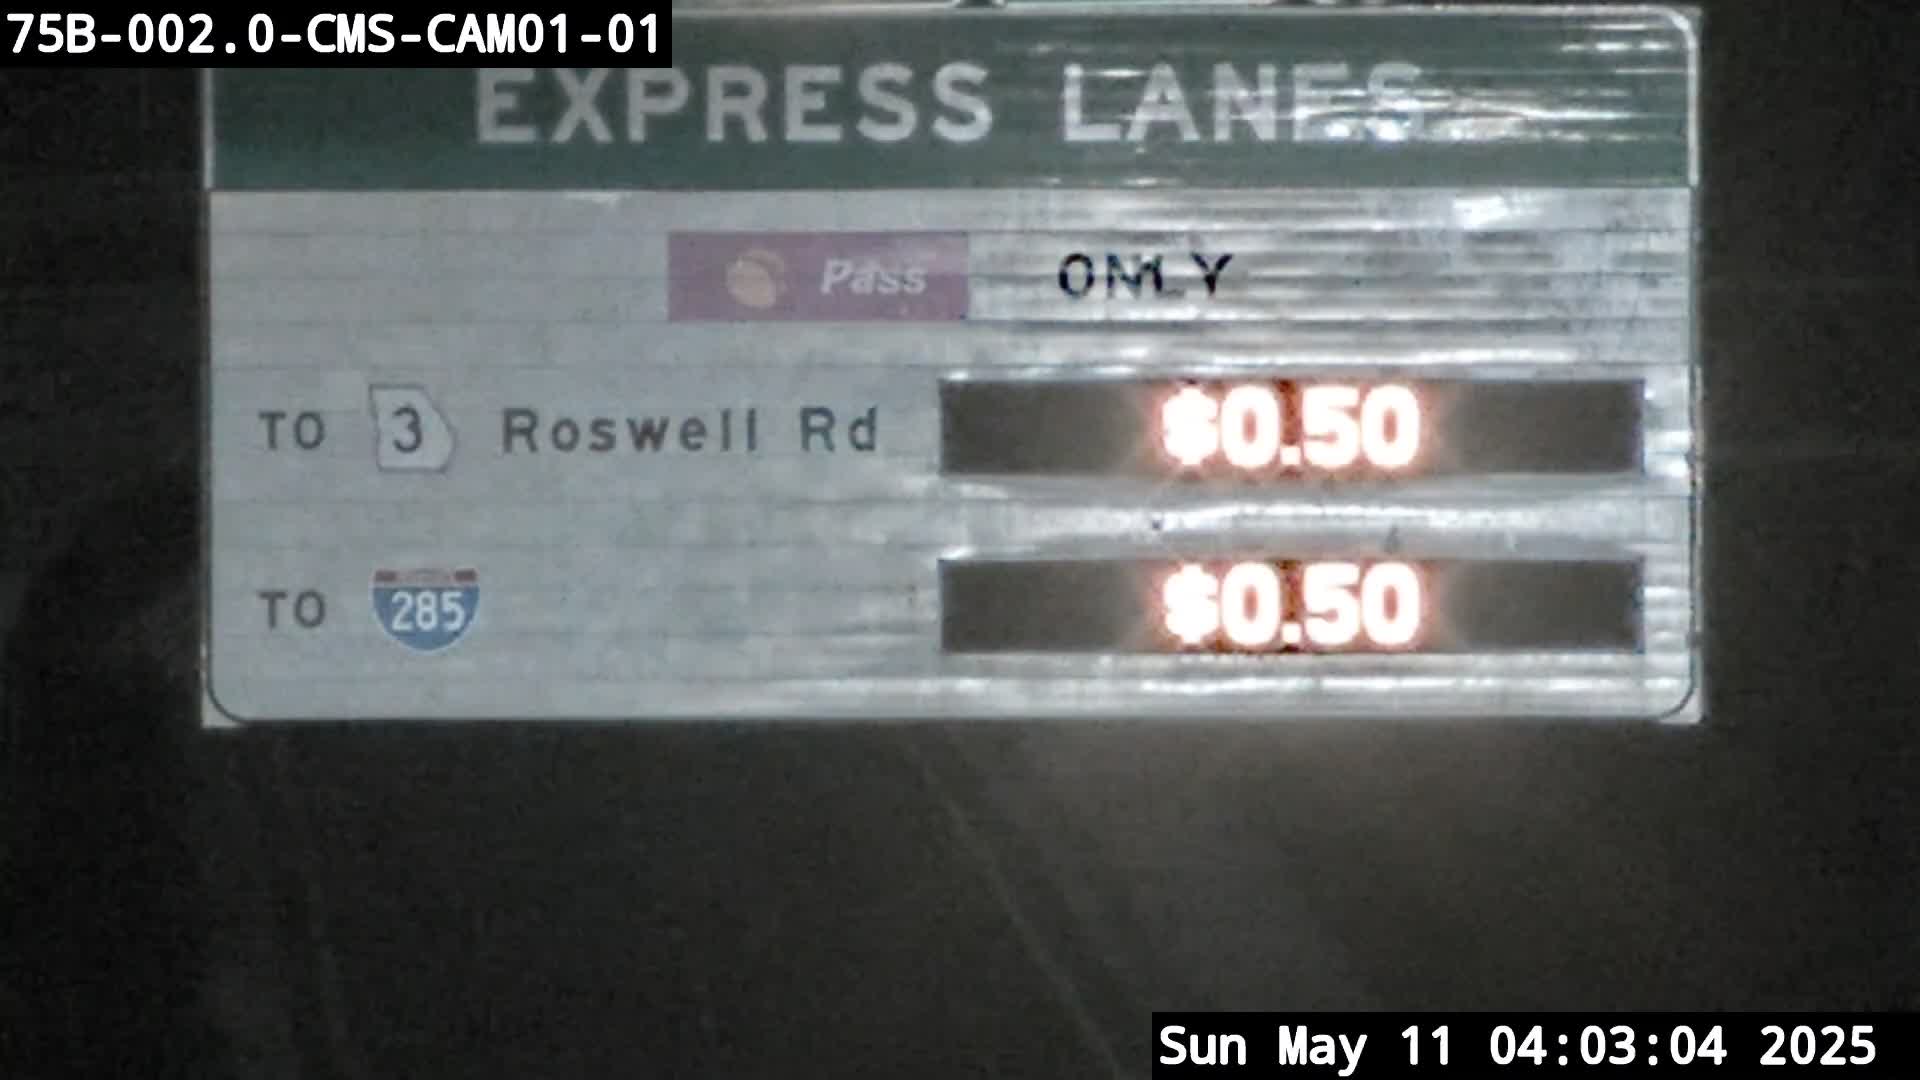 75B-002.0-CMS-CAM01-01
EXPRESS LANES
Pass ONLY
TO 3 Roswell Rd $0.50
TO 285 $0.50
Sun May 11 04:03:04 2025